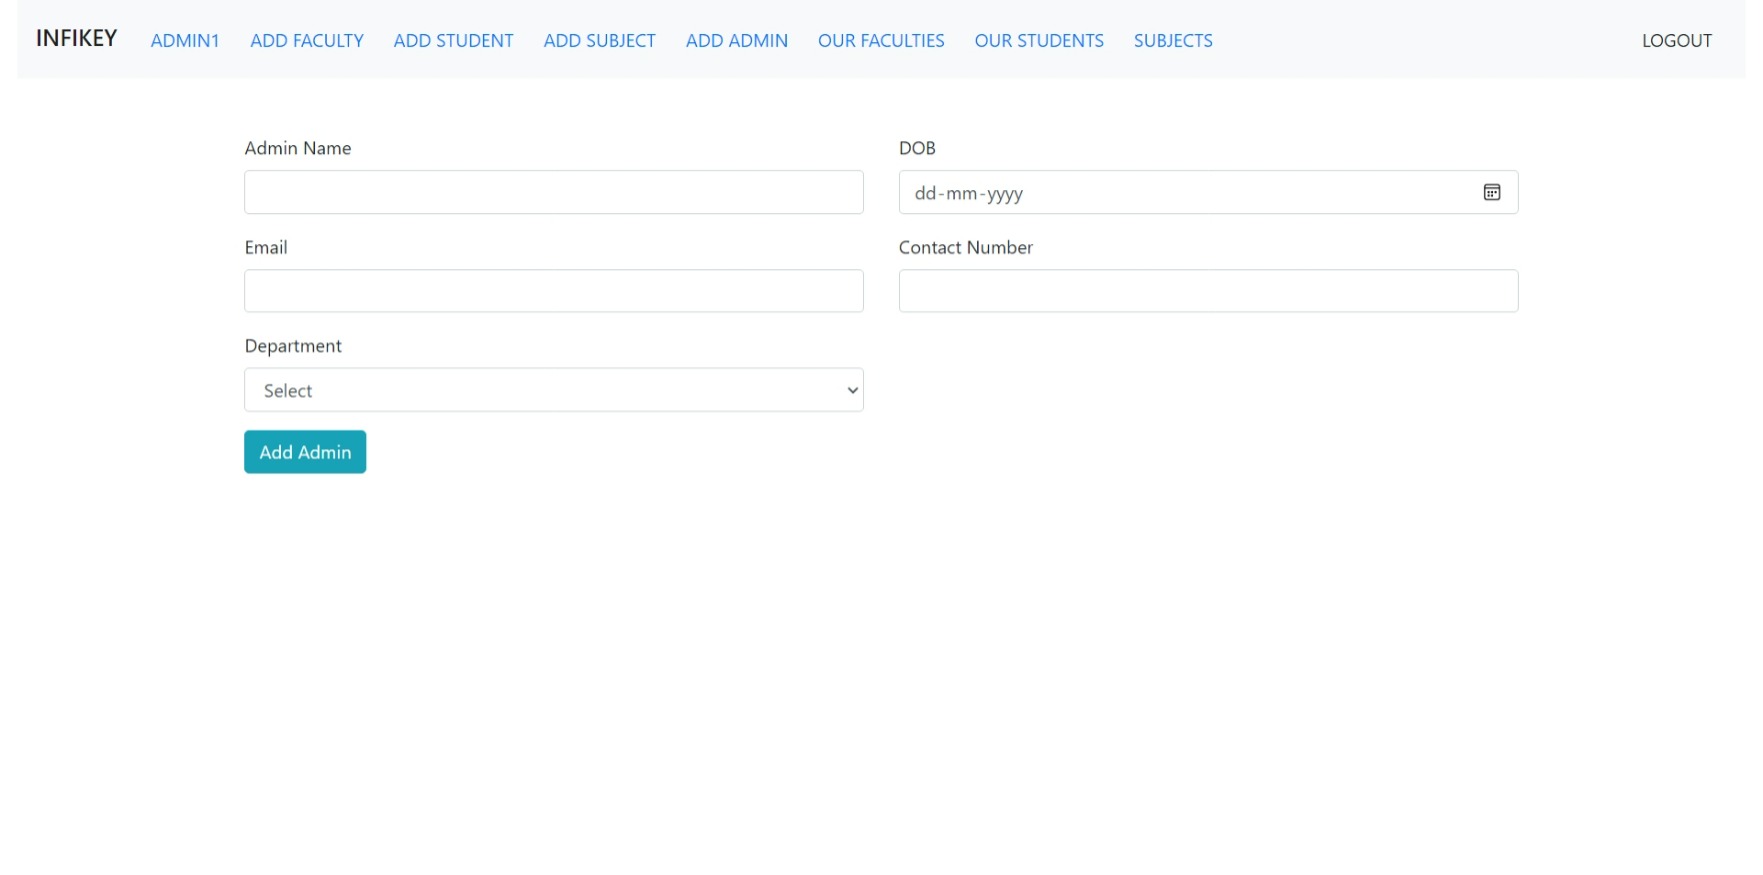 INFIKEY ADMIN1 ADD FACULTY ADD STUDENT ADD SUBJECT ADD ADMIN OUR FACULTIES OUR STUDENTS SUBJECTS LOGOUT
Admin Name DOB
dd-mm-yyyy
Email Contact Number
Department
Select
Add Admin